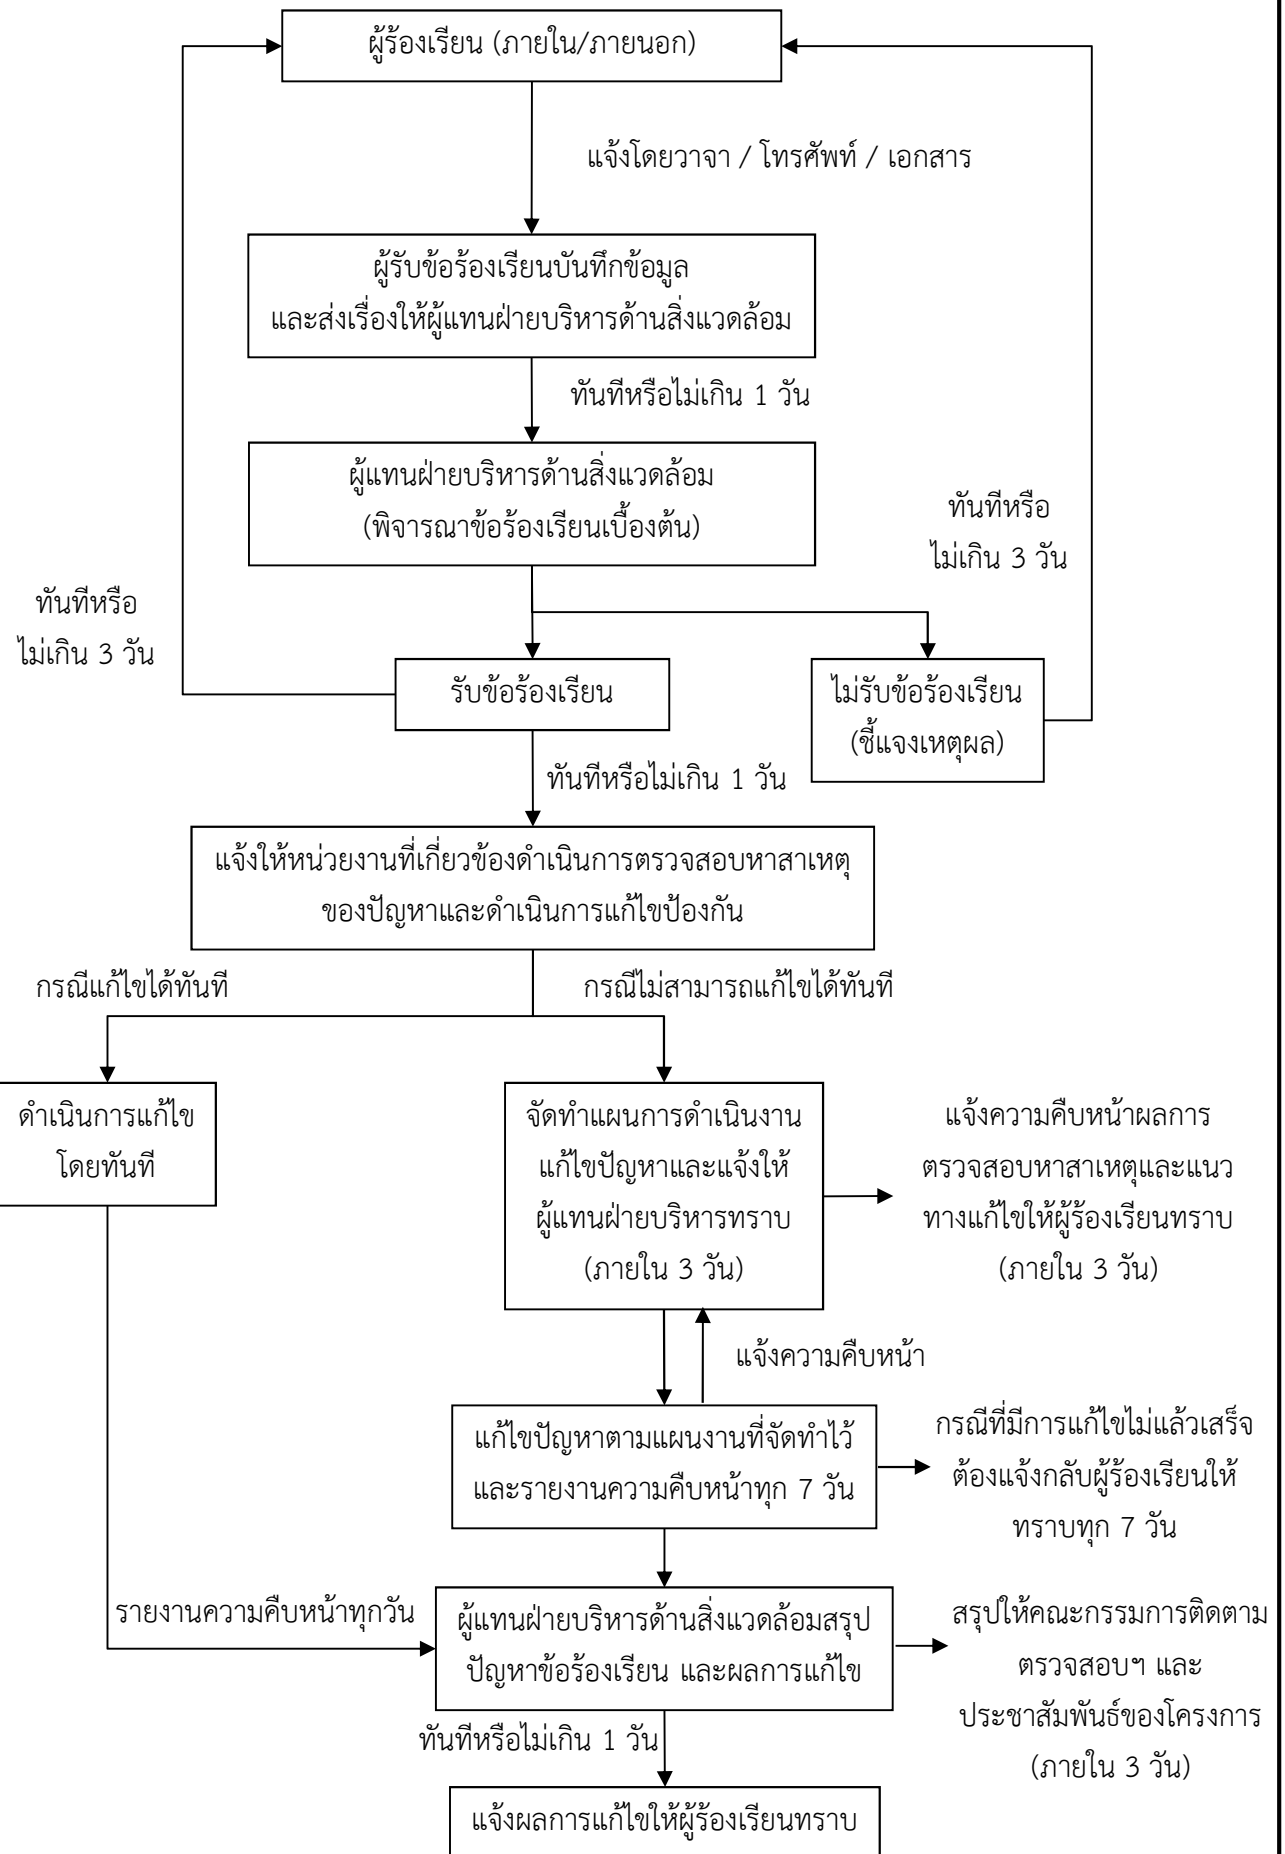 ผู้ร้องเรียน (ภายใน/ภายนอก)
แจ้งโดยวาจา / โทรศัพท์ / เอกสาร
ผู้รับข้อร้องเรียนบันทึกข้อมูล
และส่งเรื่องให้ผู้แทนฝ่ายบริหารด้านสิ่งแวดล้อม
ทันทีหรือไม่เกิน 1 วัน
ผู้แทนฝ่ายบริหารด้านสิ่งแวดล้อม
(พิจารณาข้อร้องเรียนเบื้องต้น)
ทันทีหรือ
ไม่เกิน 3 วัน
ทันทีหรือ
ไม่เกิน 3 วัน
รับข้อร้องเรียน
ไม่รับข้อร้องเรียน
(ชี้แจงเหตุผล)
ทันทีหรือไม่เกิน 1 วัน
แจ้งให้หน่วยงานที่เกี่ยวข้องดำเนินการตรวจสอบหาสาเหตุ
ของปัญหาและดำเนินการแก้ไขป้องกัน
กรณีแก้ไขได้ทันที
กรณีไม่สามารถแก้ไขได้ทันที
ดำเนินการแก้ไข
โดยทันที
จัดทำแผนการดำเนินงาน
แก้ไขปัญหาและแจ้งให้
ผู้แทนฝ่ายบริหารทราบ
(ภายใน 3 วัน)
แจ้งความคืบหน้าผลการ
ตรวจสอบหาสาเหตุและแนว
ทางแก้ไขให้ผู้ร้องเรียนทราบ
(ภายใน 3 วัน)
แจ้งความคืบหน้า
แก้ไขปัญหาตามแผนงานที่จัดทำไว้
และรายงานความคืบหน้าทุก 7 วัน
กรณีที่มีการแก้ไขไม่แล้วเสร็จ
ต้องแจ้งกลับผู้ร้องเรียนให้
ทราบทุก 7 วัน
รายงานความคืบหน้าทุกวัน
ผู้แทนฝ่ายบริหารด้านสิ่งแวดล้อมสรุป
ปัญหาข้อร้องเรียน และผลการแก้ไข
สรุปให้คณะกรรมการติดตาม
ตรวจสอบฯ และ
ประชาสัมพันธ์ของโครงการ
(ภายใน 3 วัน)
ทันทีหรือไม่เกิน 1 วัน
แจ้งผลการแก้ไขให้ผู้ร้องเรียนทราบ